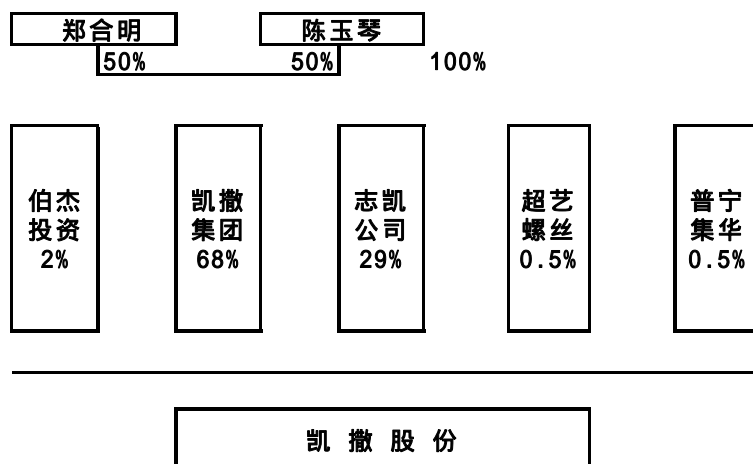 郑合明 陈玉琴
50% 50% 100%
伯杰 凯撒 志凯 超艺 普宁
投资 集团 公司 螺丝 集华
2% 68% 29% 0.5% 0.5%
凯撒股份